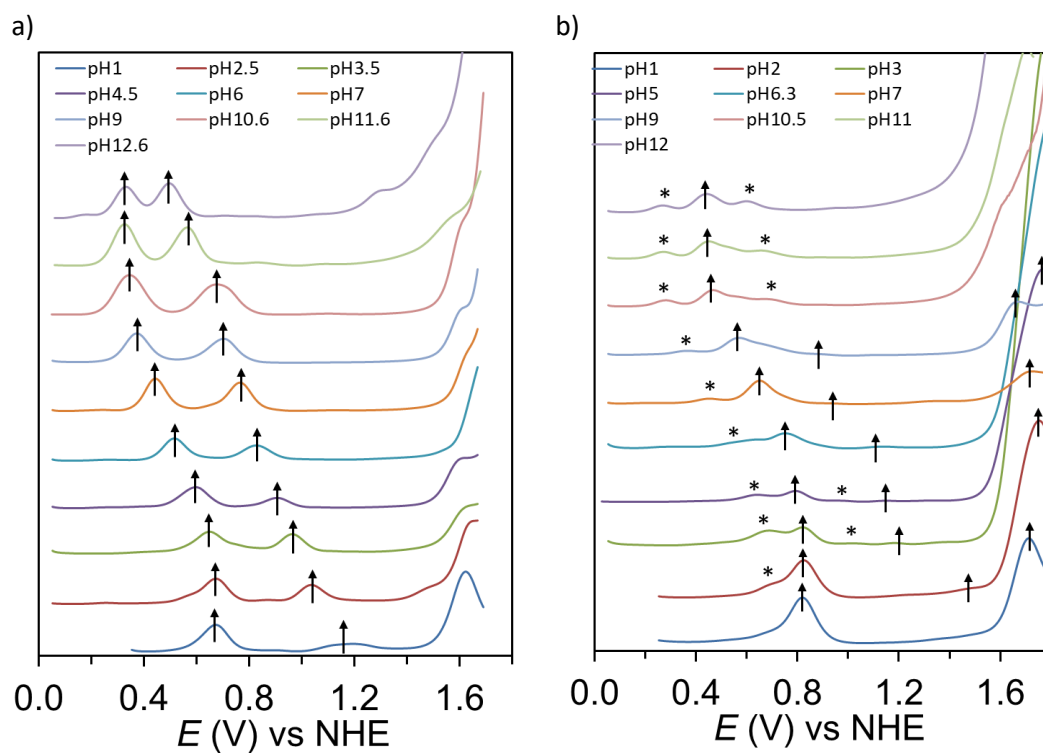 a)
pH1 pH2.5 pH3.5
pH4.5 pH6 pH7
pH9 pH10.6 pH11.6
pH12.6
0.0 0.4 0.8 1.2 1.6
E (V) vs NHE
b)
pH1 pH2 pH3
pH5 pH6.3 pH7
pH9 pH10.5 pH11
pH12
* *
* *
* *
*
*
*
* *
* *
*
0.0 0.4 0.8 1.2 1.6
E (V) vs NHE